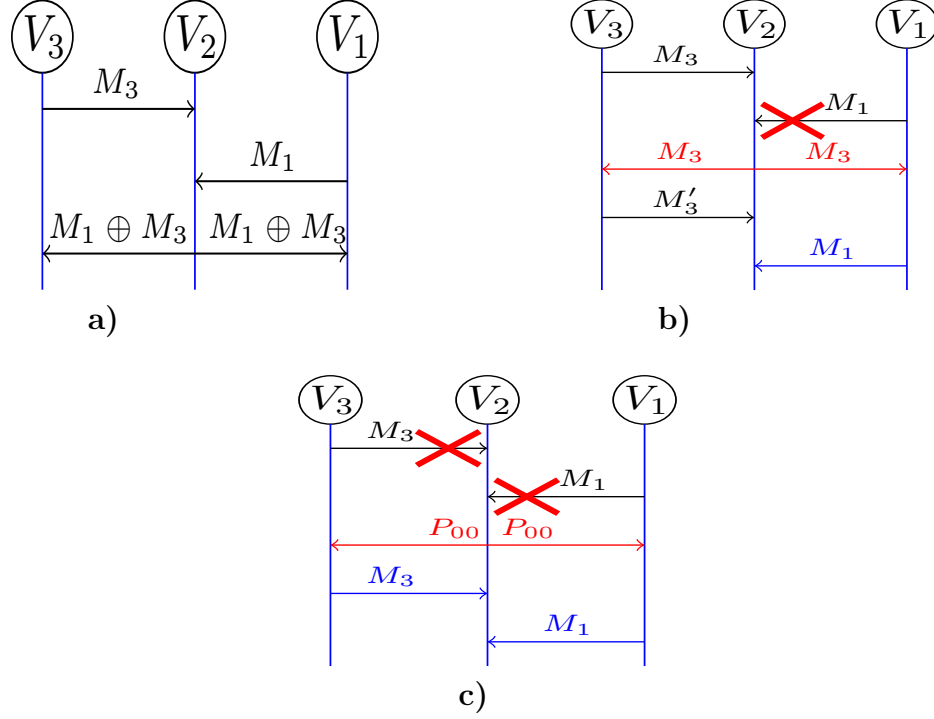 V₃ V₂ V₁
M₃
M₁
M₁ ⊕ M₃ M₁ ⊕ M₃
a)
V₃ V₂ V₁
M₃
M₁
M₃ M₃
M₃′
M₁
b)
V₃ V₂ V₁
M₃
M₁
P₀₀ P₀₀
M₃
M₁
c)